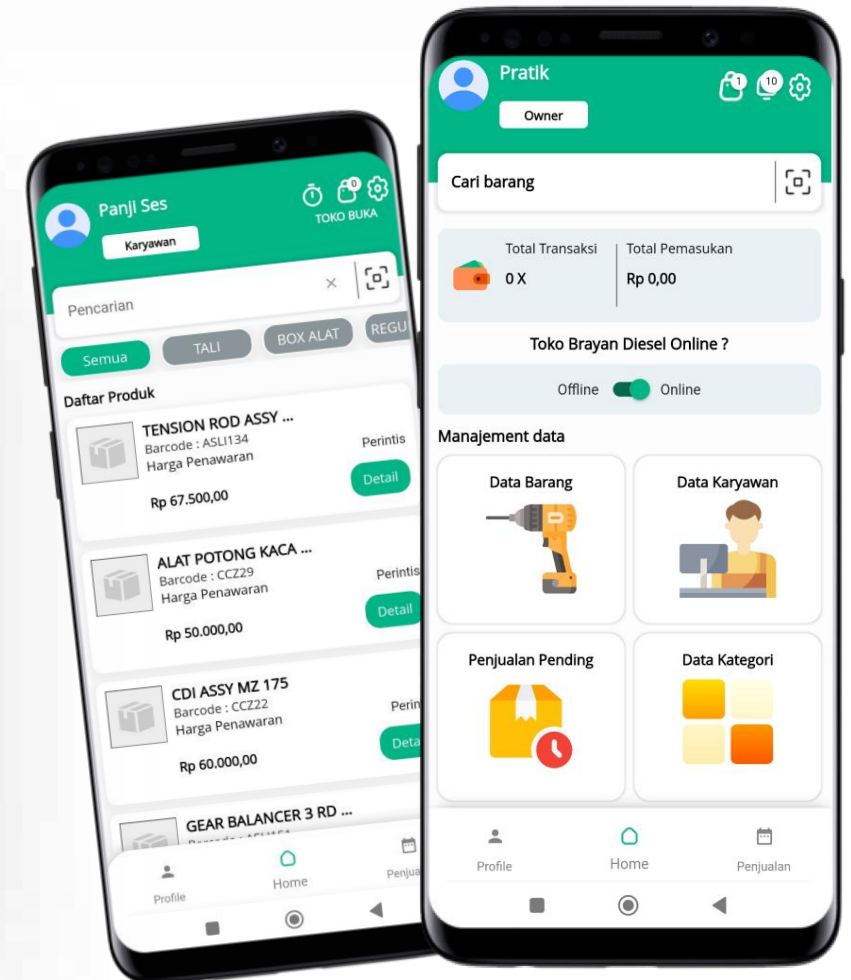 Panji Ses
Karyawan
0
TOKO BUKA
Pencarian
Semua
TALI
BOX ALAT
REGU
Daftar Produk
TENSION ROD ASSY ...
Barcode : ASLI134
Harga Penawaran
Perintis
Rp 67.500,00
Detail
ALAT POTONG KACA ...
Barcode : CCZ29
Harga Penawaran
Perintis
Rp 50.000,00
Detail
CDI ASSY MZ 175
Barcode : CCZ22
Harga Penawaran
Perin
Rp 60.000,00
Deta
GEAR BALANCER 3 RD ...
Profile
Home
Penjua
Pratik
Owner
1
10
Cari barang
Total Transaksi
0 X
Total Pemasukan
Rp 0,00
Toko Brayan Diesel Online ?
Offline
Online
Manajement data
Data Barang
Data Karyawan
Penjualan Pending
Data Kategori
Profile
Home
Penjualan